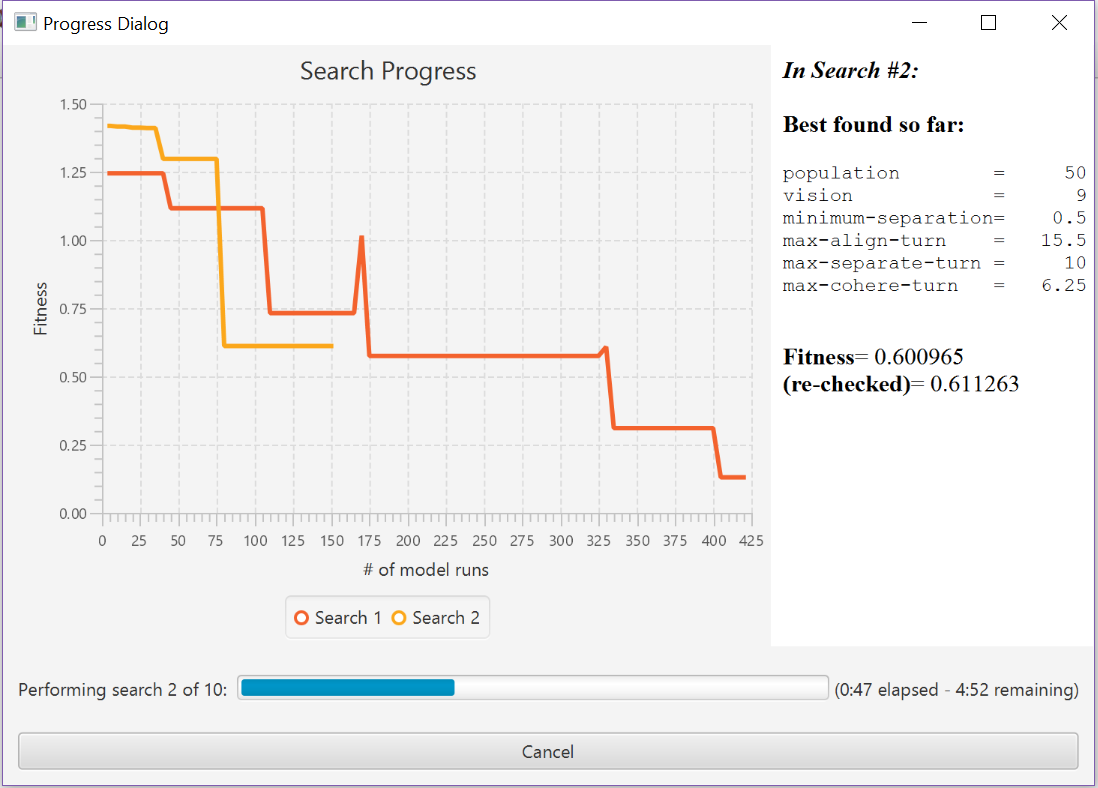 Progress Dialog
Search Progress
1.50
1.25
1.00
0.75
0.50
0.25
0.00
Fitness
0 25 50 75 100 125 150 175 200 225 250 275 300 325 350 375 400 425
# of model runs
Search 1 Search 2
In Search #2:
Best found so far:
population = 50
vision = 9
minimum-separation= 0.5
max-align-turn = 15.5
max-separate-turn = 10
max-cohere-turn = 6.25
Fitness= 0.600965
(re-checked)= 0.611263
Performing search 2 of 10: (0:47 elapsed - 4:52 remaining)
Cancel